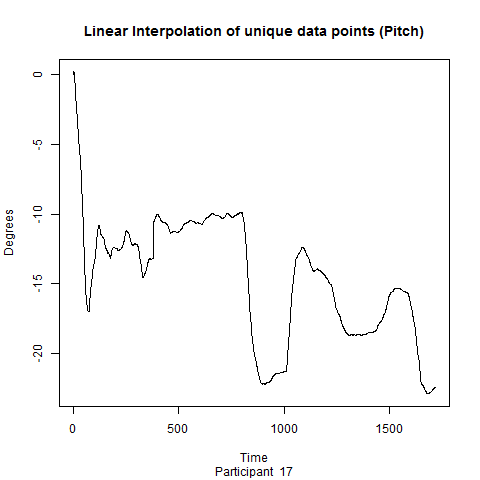 Linear Interpolation of unique data points (Pitch)
Degrees
0
-5
-10
-15
-20
0 500 1000 1500
Time
Participant 17